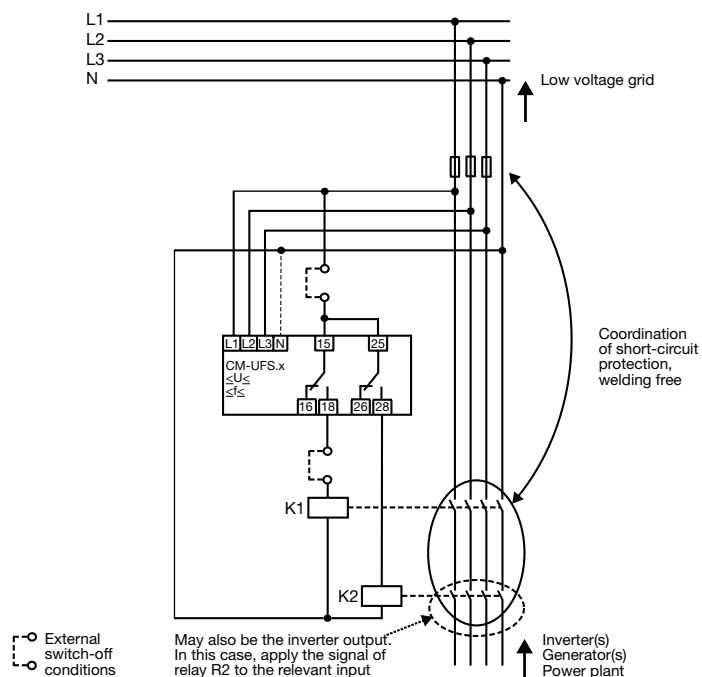 L1
L2
L3
N
Low voltage grid
L1 L2 L3 N 15 25
CM-UFS.x
≤U≤
≤f≤
16 18 26 28
Coordination
of short-circuit
protection,
welding free
K1
K2
External
switch-off
conditions
May also be the inverter output.
In this case, apply the signal of
relay R2 to the relevant input
Inverter(s)
Generator(s)
Power plant